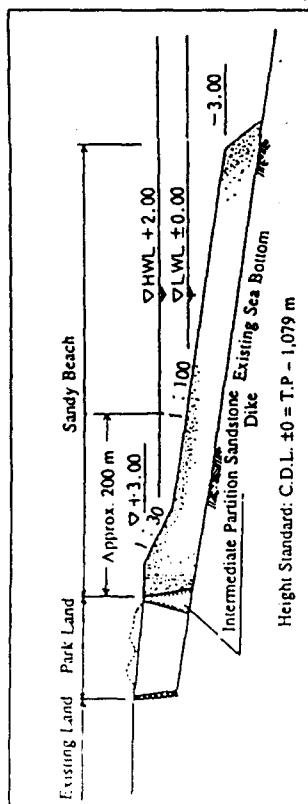 Existing Land
Park Land
Sandy Beach
Approx. 200 m
▽+3.00
1 : 30
1 : 100
▽HWL +2.00
▽LWL ±0.00
-3.00
Intermediate Partition Sandstone
Dike
Existing Sea Bottom
Height Standard: C.D.L. ±0 = T.P - 1,079 m